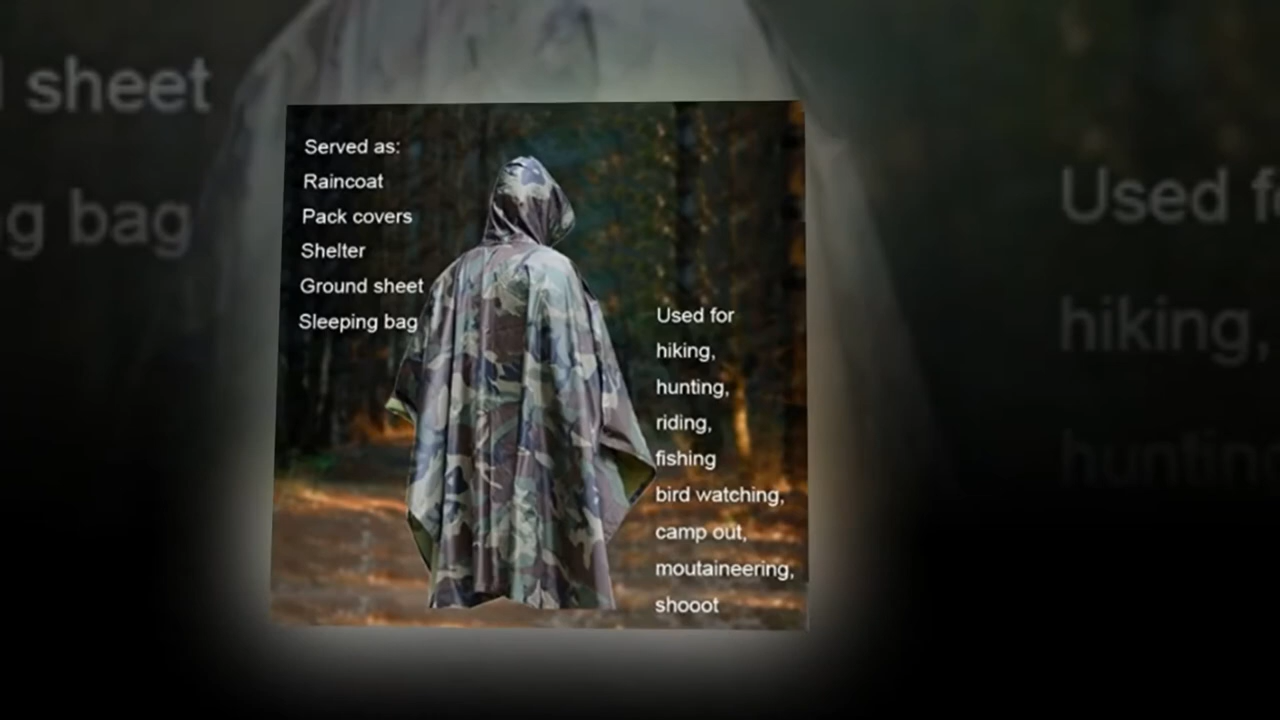 Served as:
Raincoat
Pack covers
Shelter
Ground sheet
Sleeping bag
Used for
hiking,
hunting,
riding,
fishing
bird watching,
camp out,
moutaineering,
shooot
sheet
bag
Used
hiking,